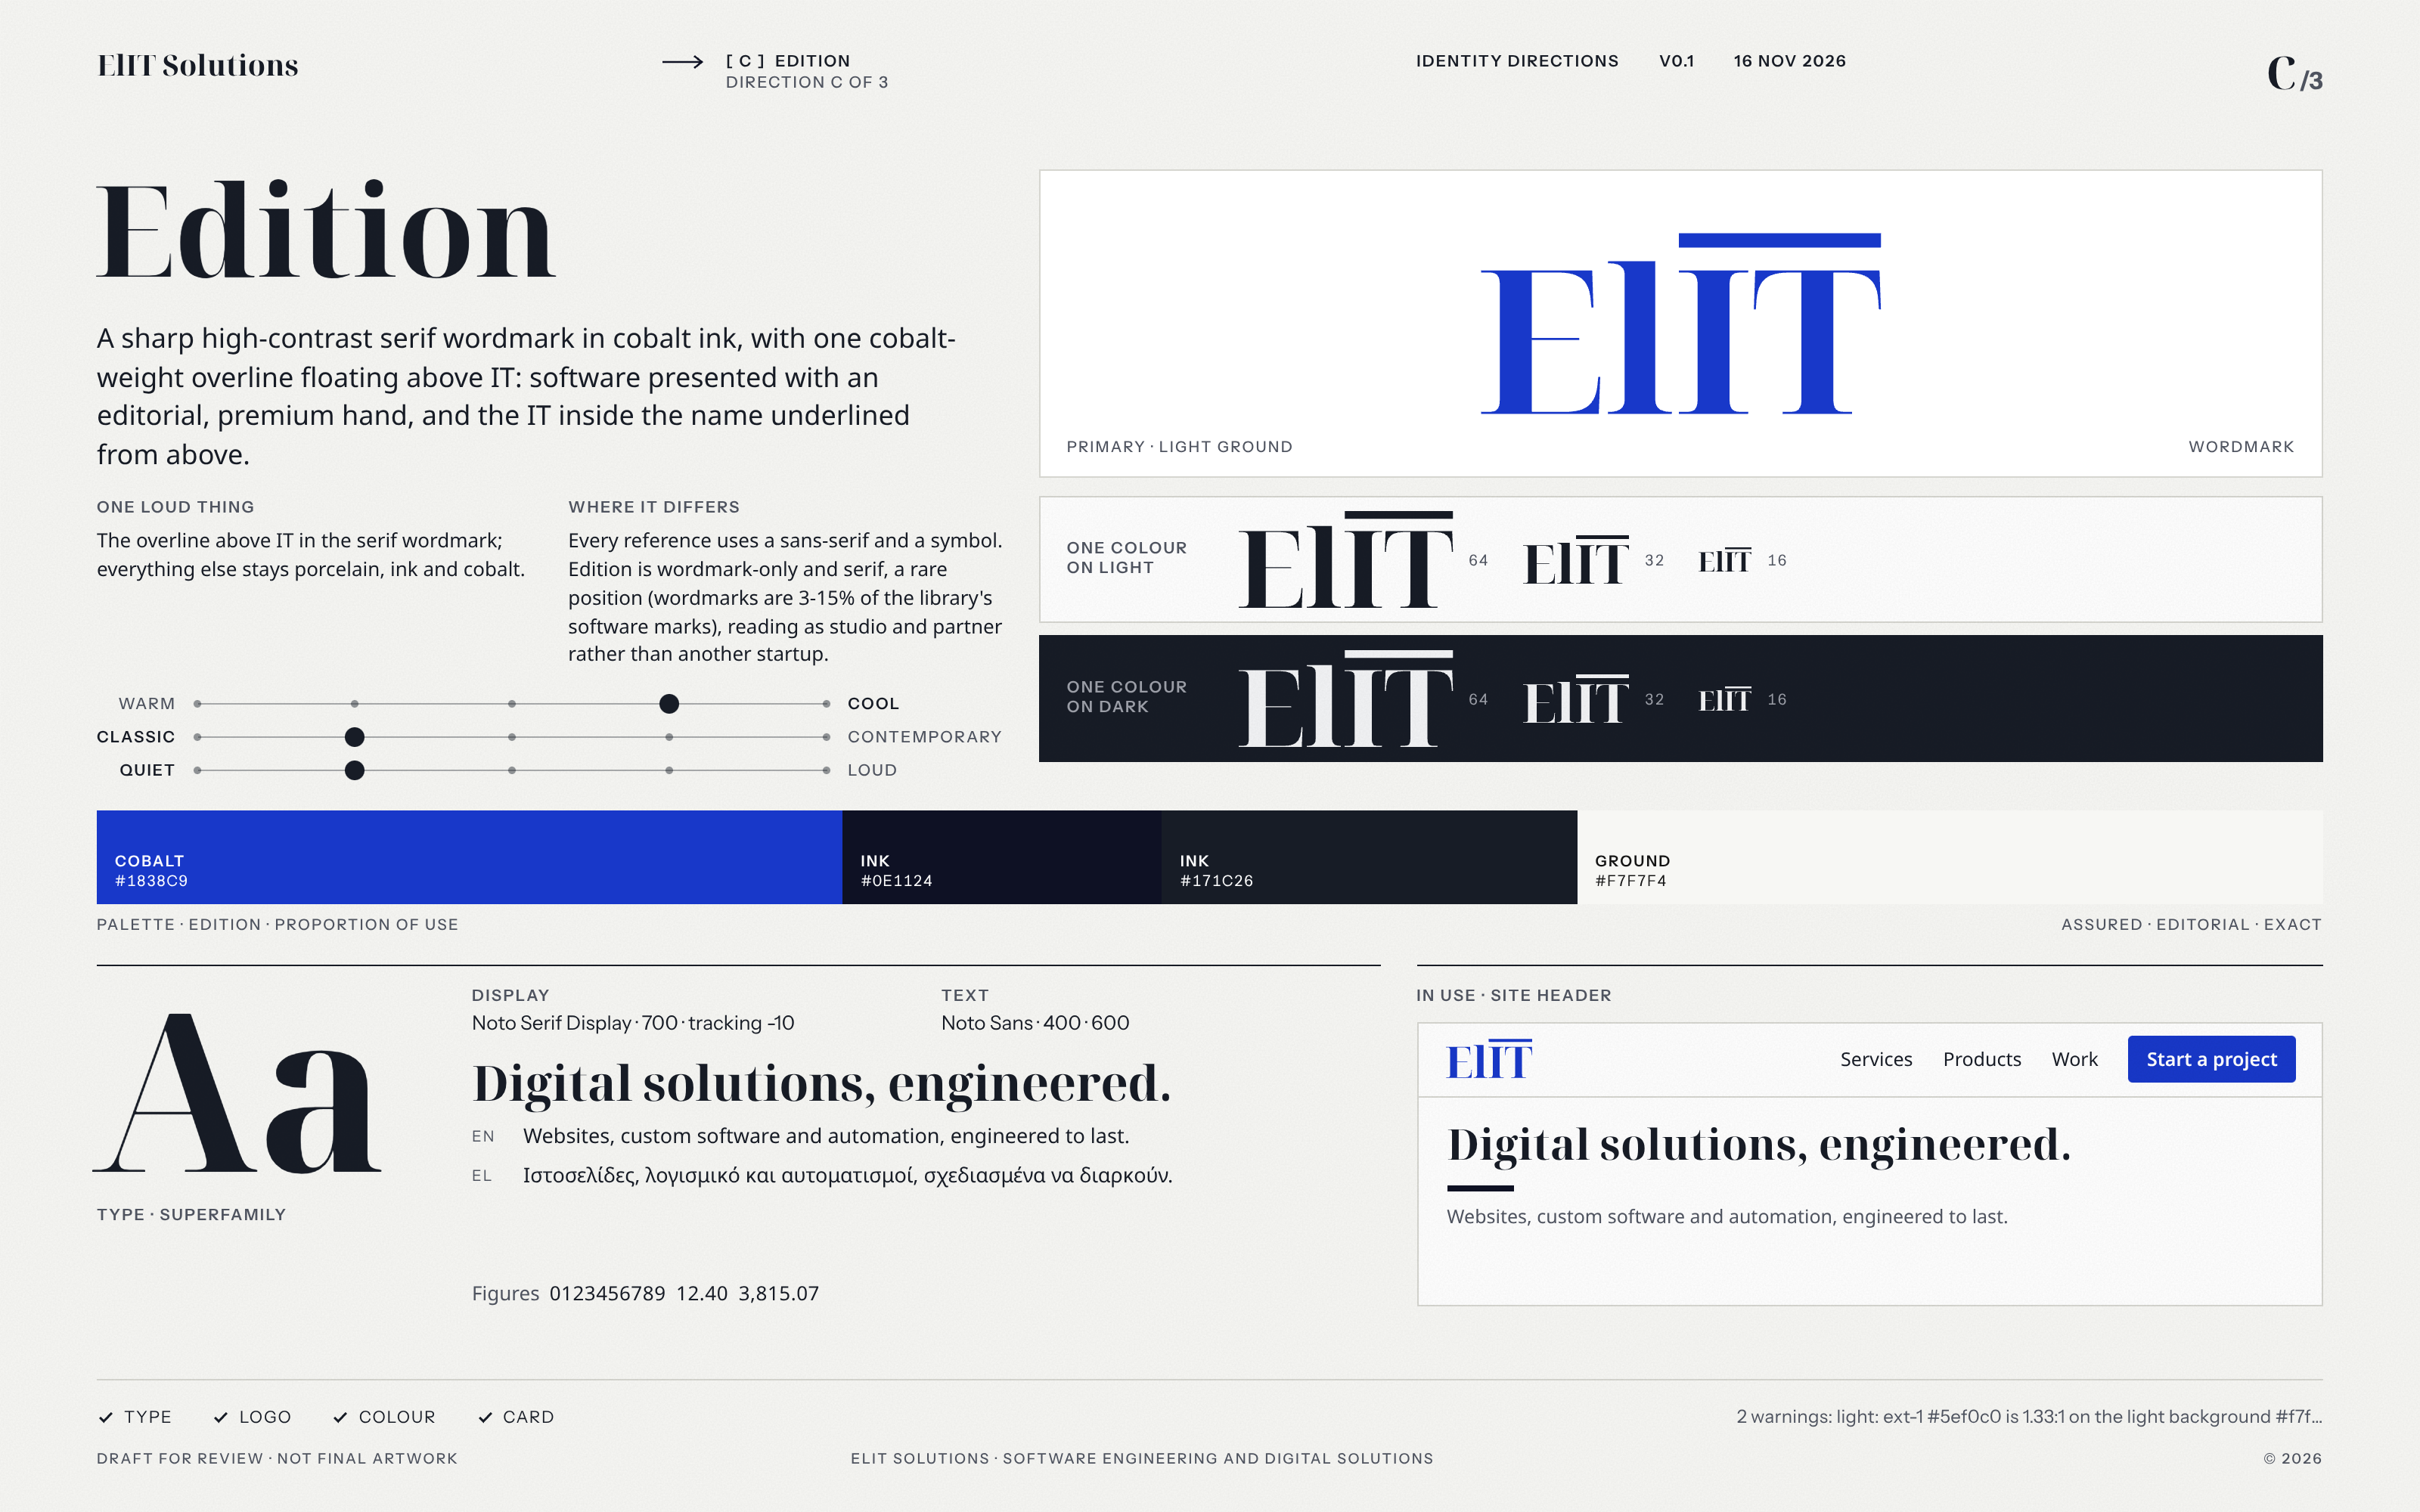 ElIT Solutions
[ C ] EDITION
DIRECTION C OF 3
IDENTITY DIRECTIONS V0.1 16 NOV 2026
C/3
Edition
A sharp high-contrast serif wordmark in cobalt ink, with one cobalt-
weight overline floating above IT: software presented with an
editorial, premium hand, and the IT inside the name underlined
from above.
ONE LOUD THING
The overline above IT in the serif wordmark;
everything else stays porcelain, ink and cobalt.
WHERE IT DIFFERS
Every reference uses a sans-serif and a symbol.
Edition is wordmark-only and serif, a rare
position (wordmarks are 3-15% of the library's
software marks), reading as studio and partner
rather than another startup.
WARM COOL
CLASSIC CONTEMPORARY
QUIET LOUD
ElIT
PRIMARY · LIGHT GROUND WORDMARK
ONE COLOUR
ON LIGHT
ElIT 64 ElIT 32 ElIT 16
ONE COLOUR
ON DARK
ElIT 64 ElIT 32 ElIT 16
COBALT
#1838C9
INK
#0E1124
INK
#171C26
GROUND
#F7F7F4
PALETTE · EDITION · PROPORTION OF USE ASSURED · EDITORIAL · EXACT
Aa
TYPE · SUPERFAMILY
DISPLAY
Noto Serif Display · 700 · tracking -10
TEXT
Noto Sans · 400 · 600
Digital solutions, engineered.
EN Websites, custom software and automation, engineered to last.
EL Ιστοσελίδες, λογισμικό και αυτοματισμοί, σχεδιασμένα να διαρκούν.
Figures 0123456789 12.40 3,815.07
IN USE · SITE HEADER
ElIT Services Products Work Start a project
Digital solutions, engineered.
Websites, custom software and automation, engineered to last.
TYPE LOGO COLOUR CARD
2 warnings: light: ext-1 #5ef0c0 is 1.33:1 on the light background #f7f...
DRAFT FOR REVIEW · NOT FINAL ARTWORK ELIT SOLUTIONS · SOFTWARE ENGINEERING AND DIGITAL SOLUTIONS © 2026